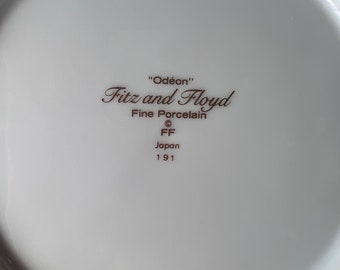 "Odéon"
Fitz and Floyd
Fine Porcelain
©
FF
Japan
191